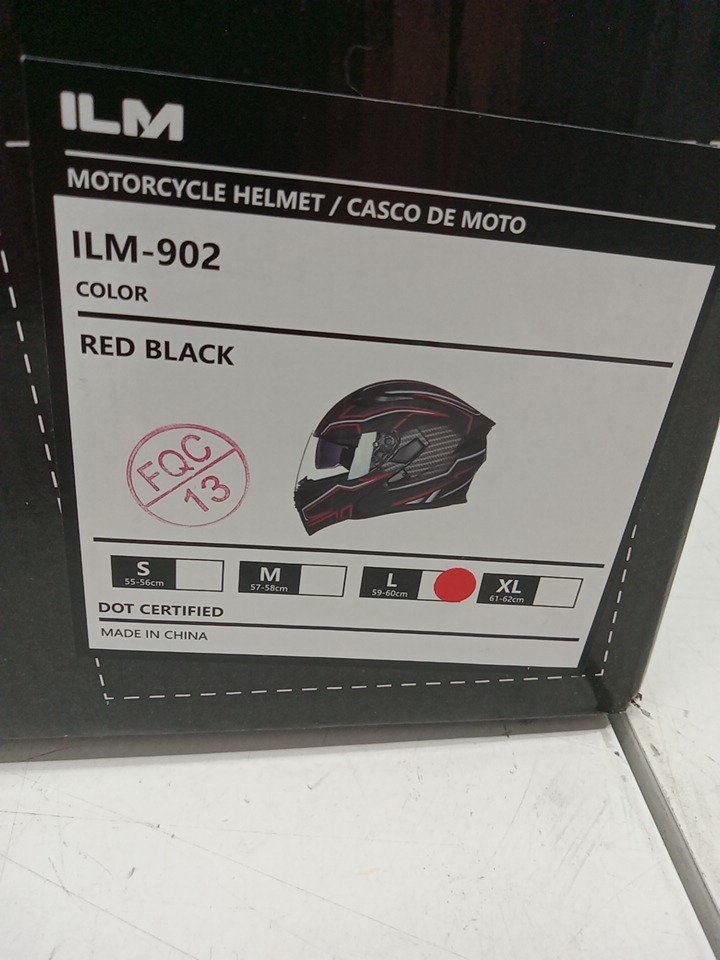 ILM
MOTORCYCLE HELMET / CASCO DE MOTO
ILM-902
COLOR
RED BLACK
FQC
13
S
55-56cm
M
57-58cm
L
59-60cm
XL
61-62cm
DOT CERTIFIED
MADE IN CHINA